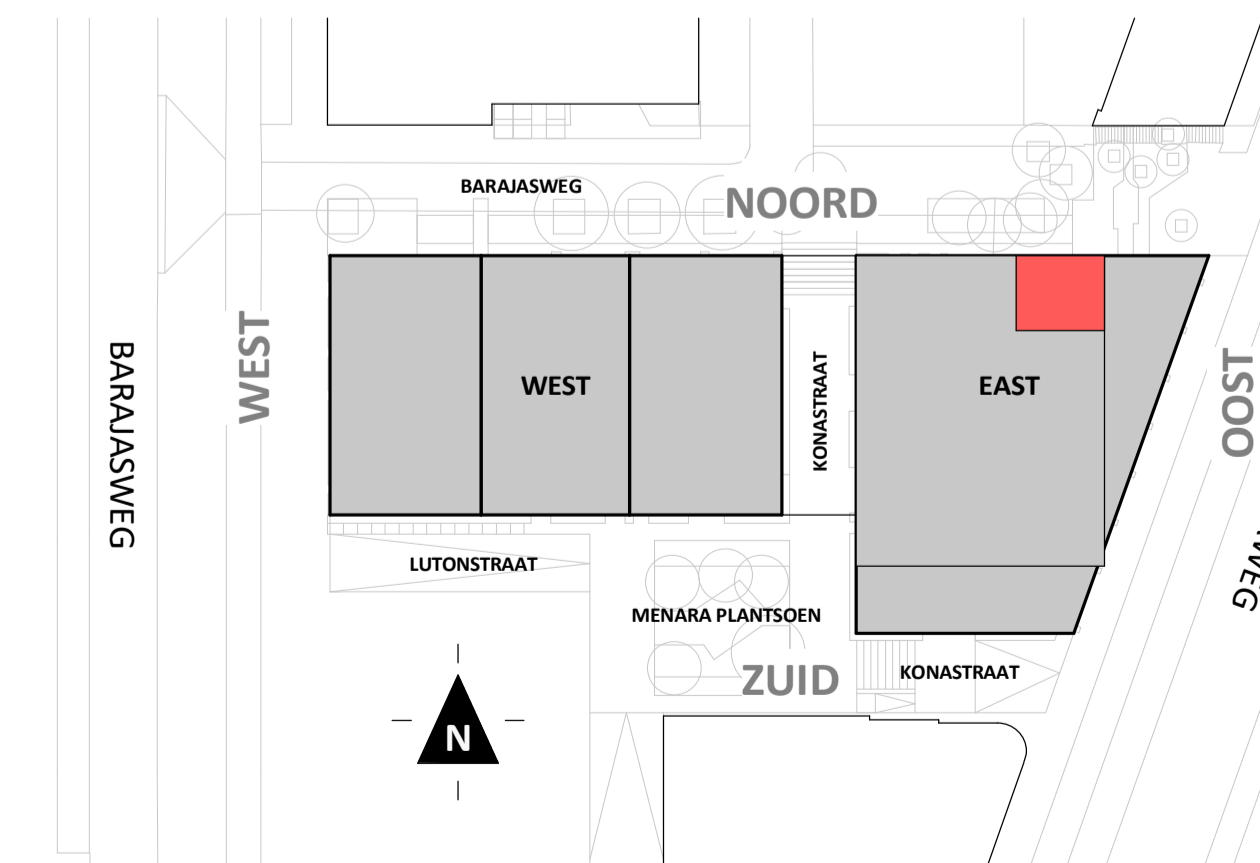 BARAJASWEG
NOORD
WEST
BARAJASWEG
WEST
KONASTRAAT
EAST
OOST
LUTONSTRAAT
MENARA PLANTSOEN
ZUID
KONASTRAAT
N